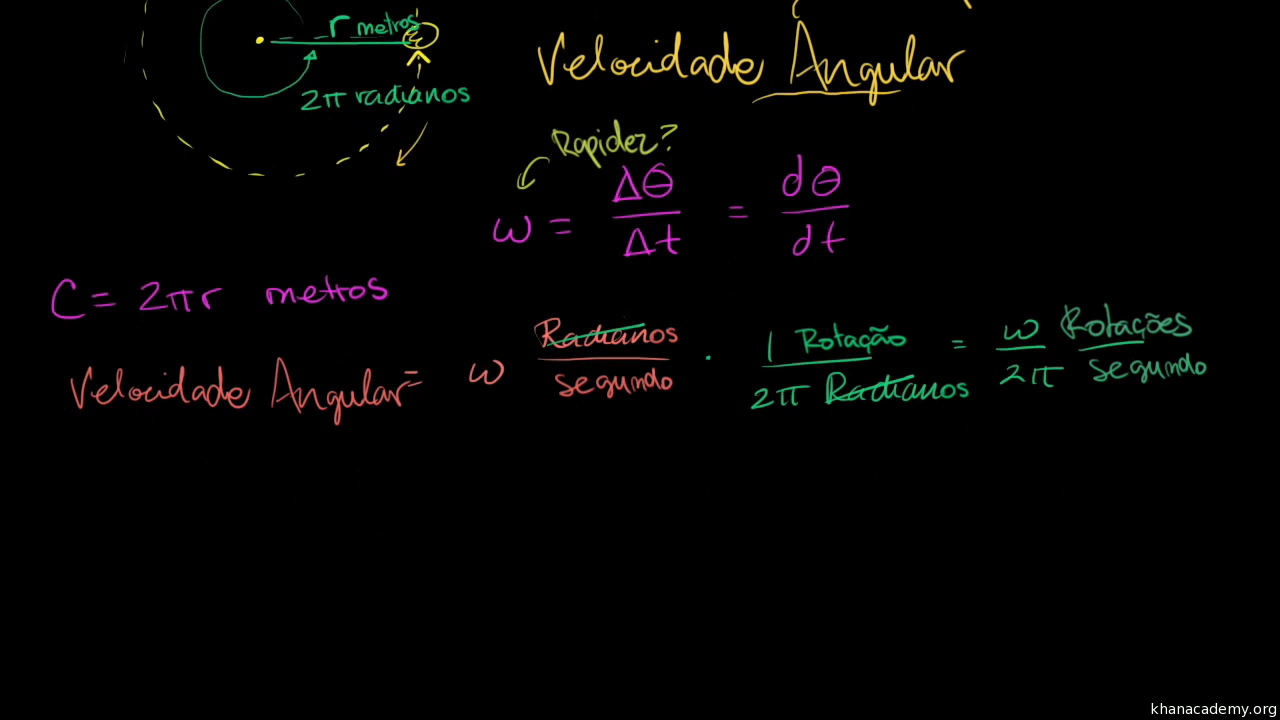 r metros
Velocidade Angular
2π radianos
Rapidez?
ω = Δθ/Δt = dθ/dt
C = 2πr metros
Velocidade Angular = ω Radianos/segundo · 1 Rotação/2π Radianos = ω/2π Rotações/segundo
khanacademy.org